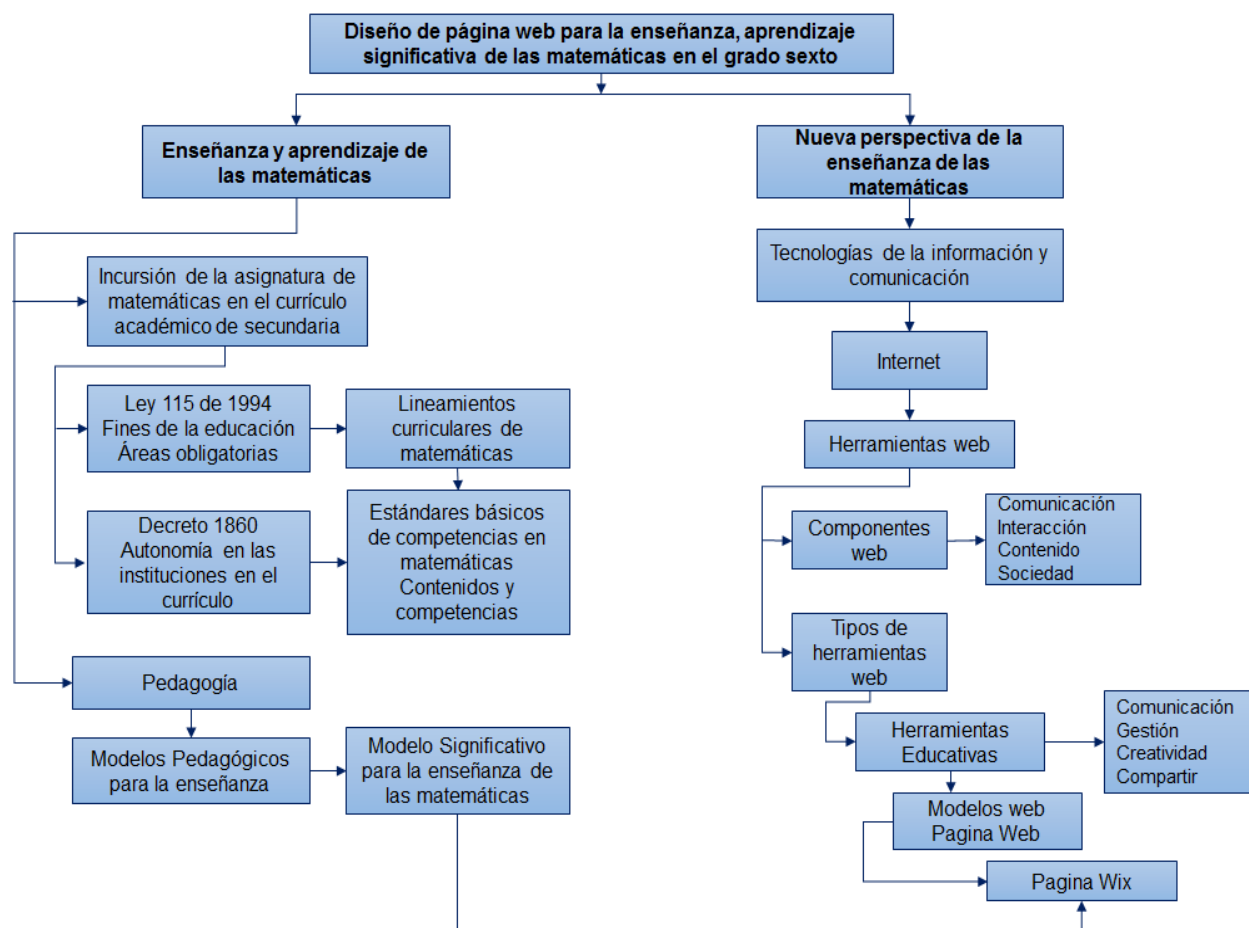 Diseño de página web para la enseñanza, aprendizaje
significativa de las matemáticas en el grado sexto
Enseñanza y aprendizaje de
las matemáticas
Incursión de la asignatura de
matemáticas en el currículo
académico de secundaria
Ley 115 de 1994
Fines de la educación
Áreas obligatorias
Lineamientos
curriculares de
matemáticas
Decreto 1860
Autonomía en las
instituciones en el
currículo
Estándares básicos
de competencias en
matemáticas
Contenidos y
competencias
Pedagogía
Modelos Pedagógicos
para la enseñanza
Modelo Significativo
para la enseñanza de
las matemáticas
Nueva perspectiva de la
enseñanza de las
matemáticas
Tecnologías de la información y
comunicación
Internet
Herramientas web
Componentes
web
Comunicación
Interacción
Contenido
Sociedad
Tipos de
herramientas
web
Herramientas
Educativas
Comunicación
Gestión
Creatividad
Compartir
Modelos web
Pagina Web
Pagina Wix